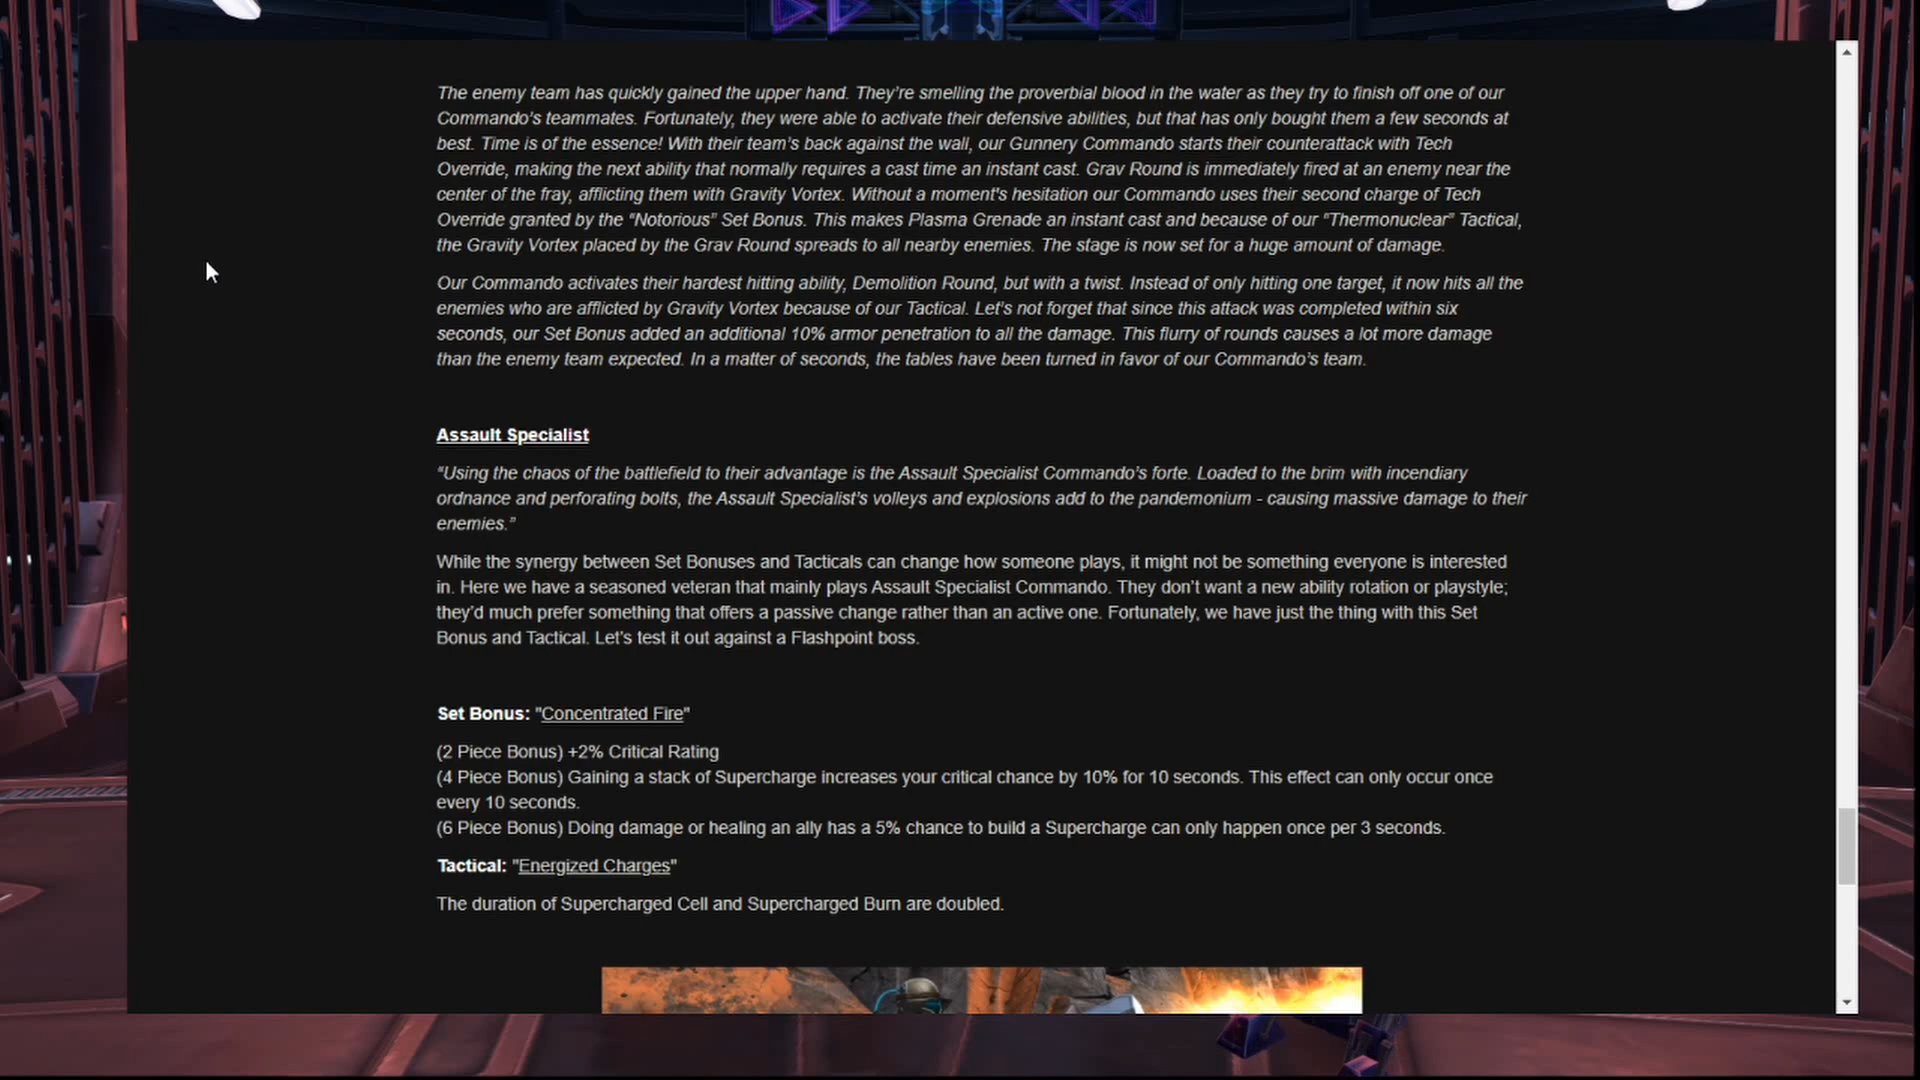 The enemy team has quickly gained the upper hand. They're smelling the proverbial blood in the water as they try to finish off one of our
Commando's teammates. Fortunately, they were able to activate their defensive abilities, but that has only bought them a few seconds at
best. Time is of the essence! With their team's back against the wall, our Gunnery Commando starts their counterattack with Tech
Override, making the next ability that normally requires a cast time an instant cast. Grav Round is immediately fired at an enemy near the
center of the fray, afflicting them with Gravity Vortex. Without a moment's hesitation our Commando uses their second charge of Tech
Override granted by the “Notorious” Set Bonus. This makes Plasma Grenade an instant cast and because of our “Thermonuclear” Tactical,
the Gravity Vortex placed by the Grav Round spreads to all nearby enemies. The stage is now set for a huge amount of damage.
Our Commando activates their hardest hitting ability, Demolition Round, but with a twist. Instead of only hitting one target, it now hits all the
enemies who are afflicted by Gravity Vortex because of our Tactical. Let's not forget that since this attack was completed within six
seconds, our Set Bonus added an additional 10% armor penetration to all the damage. This flurry of rounds causes a lot more damage
than the enemy team expected. In a matter of seconds, the tables have been turned in favor of our Commando's team.
Assault Specialist
“Using the chaos of the battlefield to their advantage is the Assault Specialist Commando's forte. Loaded to the brim with incendiary
ordnance and perforating bolts, the Assault Specialist's volleys and explosions add to the pandemonium - causing massive damage to their
enemies.”
While the synergy between Set Bonuses and Tacticals can change how someone plays, it might not be something everyone is interested
in. Here we have a seasoned veteran that mainly plays Assault Specialist Commando. They don't want a new ability rotation or playstyle;
they'd much prefer something that offers a passive change rather than an active one. Fortunately, we have just the thing with this Set
Bonus and Tactical. Let's test it out against a Flashpoint boss.
Set Bonus: "Concentrated Fire"
(2 Piece Bonus) +2% Critical Rating
(4 Piece Bonus) Gaining a stack of Supercharge increases your critical chance by 10% for 10 seconds. This effect can only occur once
every 10 seconds.
(6 Piece Bonus) Doing damage or healing an ally has a 5% chance to build a Supercharge can only happen once per 3 seconds.
Tactical: "Energized Charges"
The duration of Supercharged Cell and Supercharged Burn are doubled.